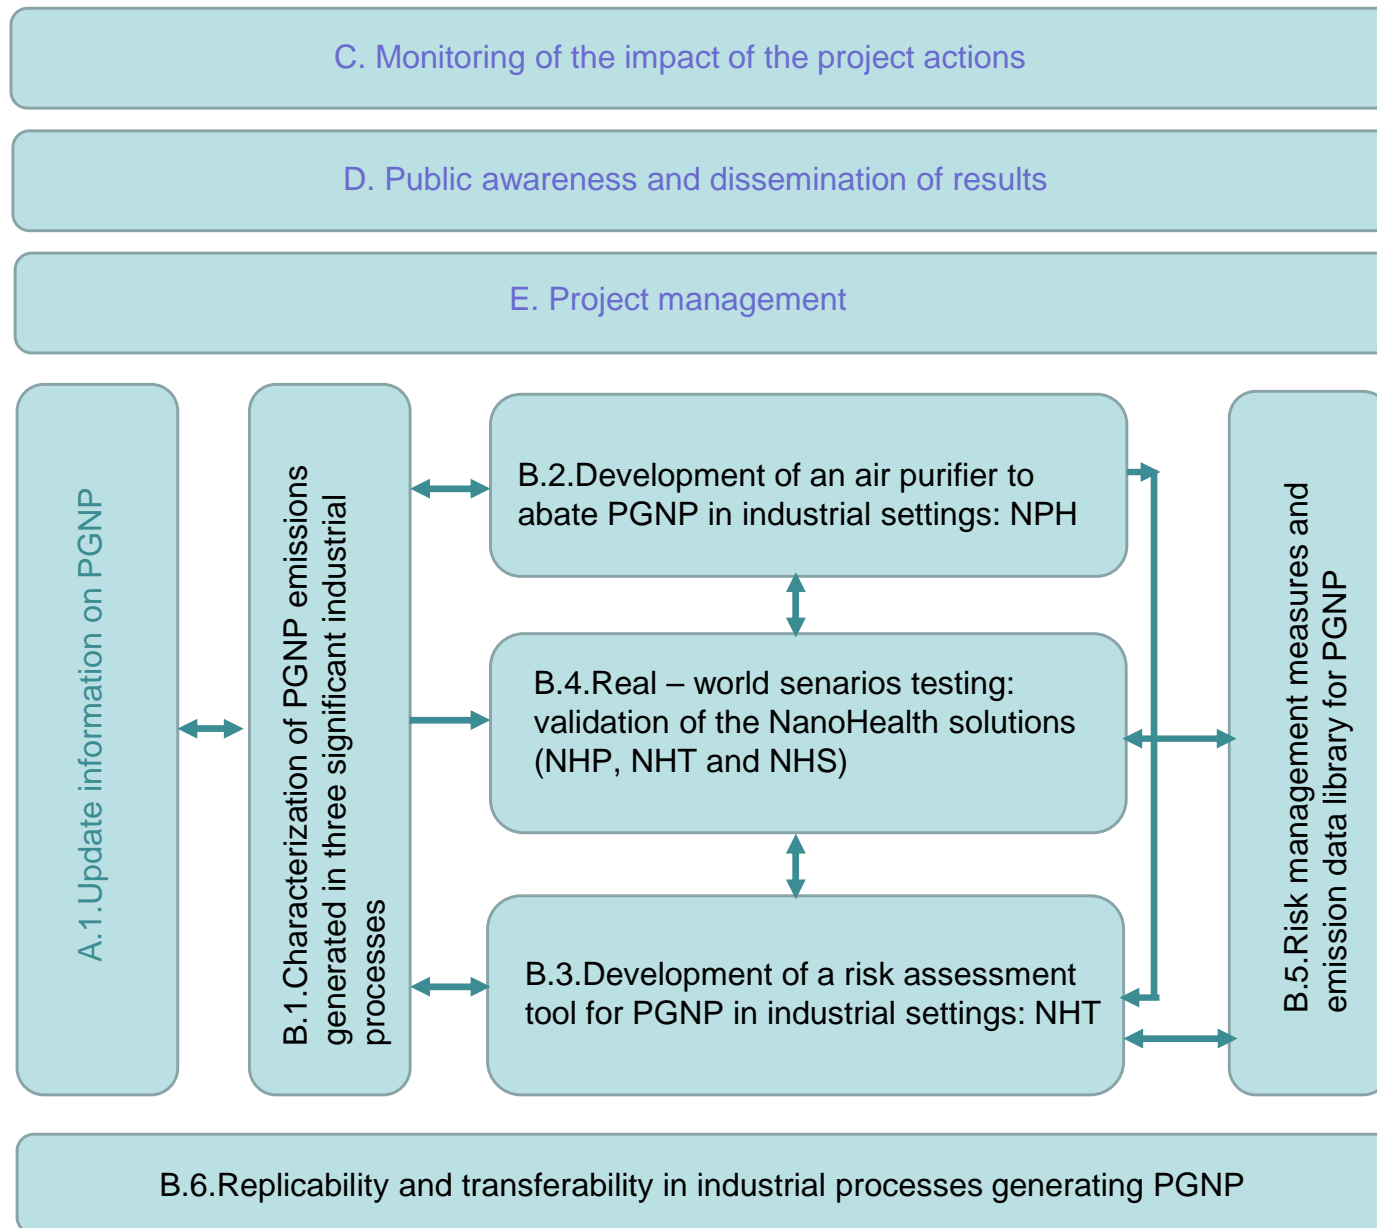 C. Monitoring of the impact of the project actions
D. Public awareness and dissemination of results
E. Project management
A.1.Update information on PGNP
B.1.Characterization of PGNP emissions
generated in three significant industrial
processes
B.2.Development of an air purifier to
abate PGNP in industrial settings: NPH
B.4.Real – world senarios testing:
validation of the NanoHealth solutions
(NHP, NHT and NHS)
B.3.Development of a risk assessment
tool for PGNP in industrial settings: NHT
B.5.Risk management measures and
emission data library for PGNP
B.6.Replicability and transferability in industrial processes generating PGNP